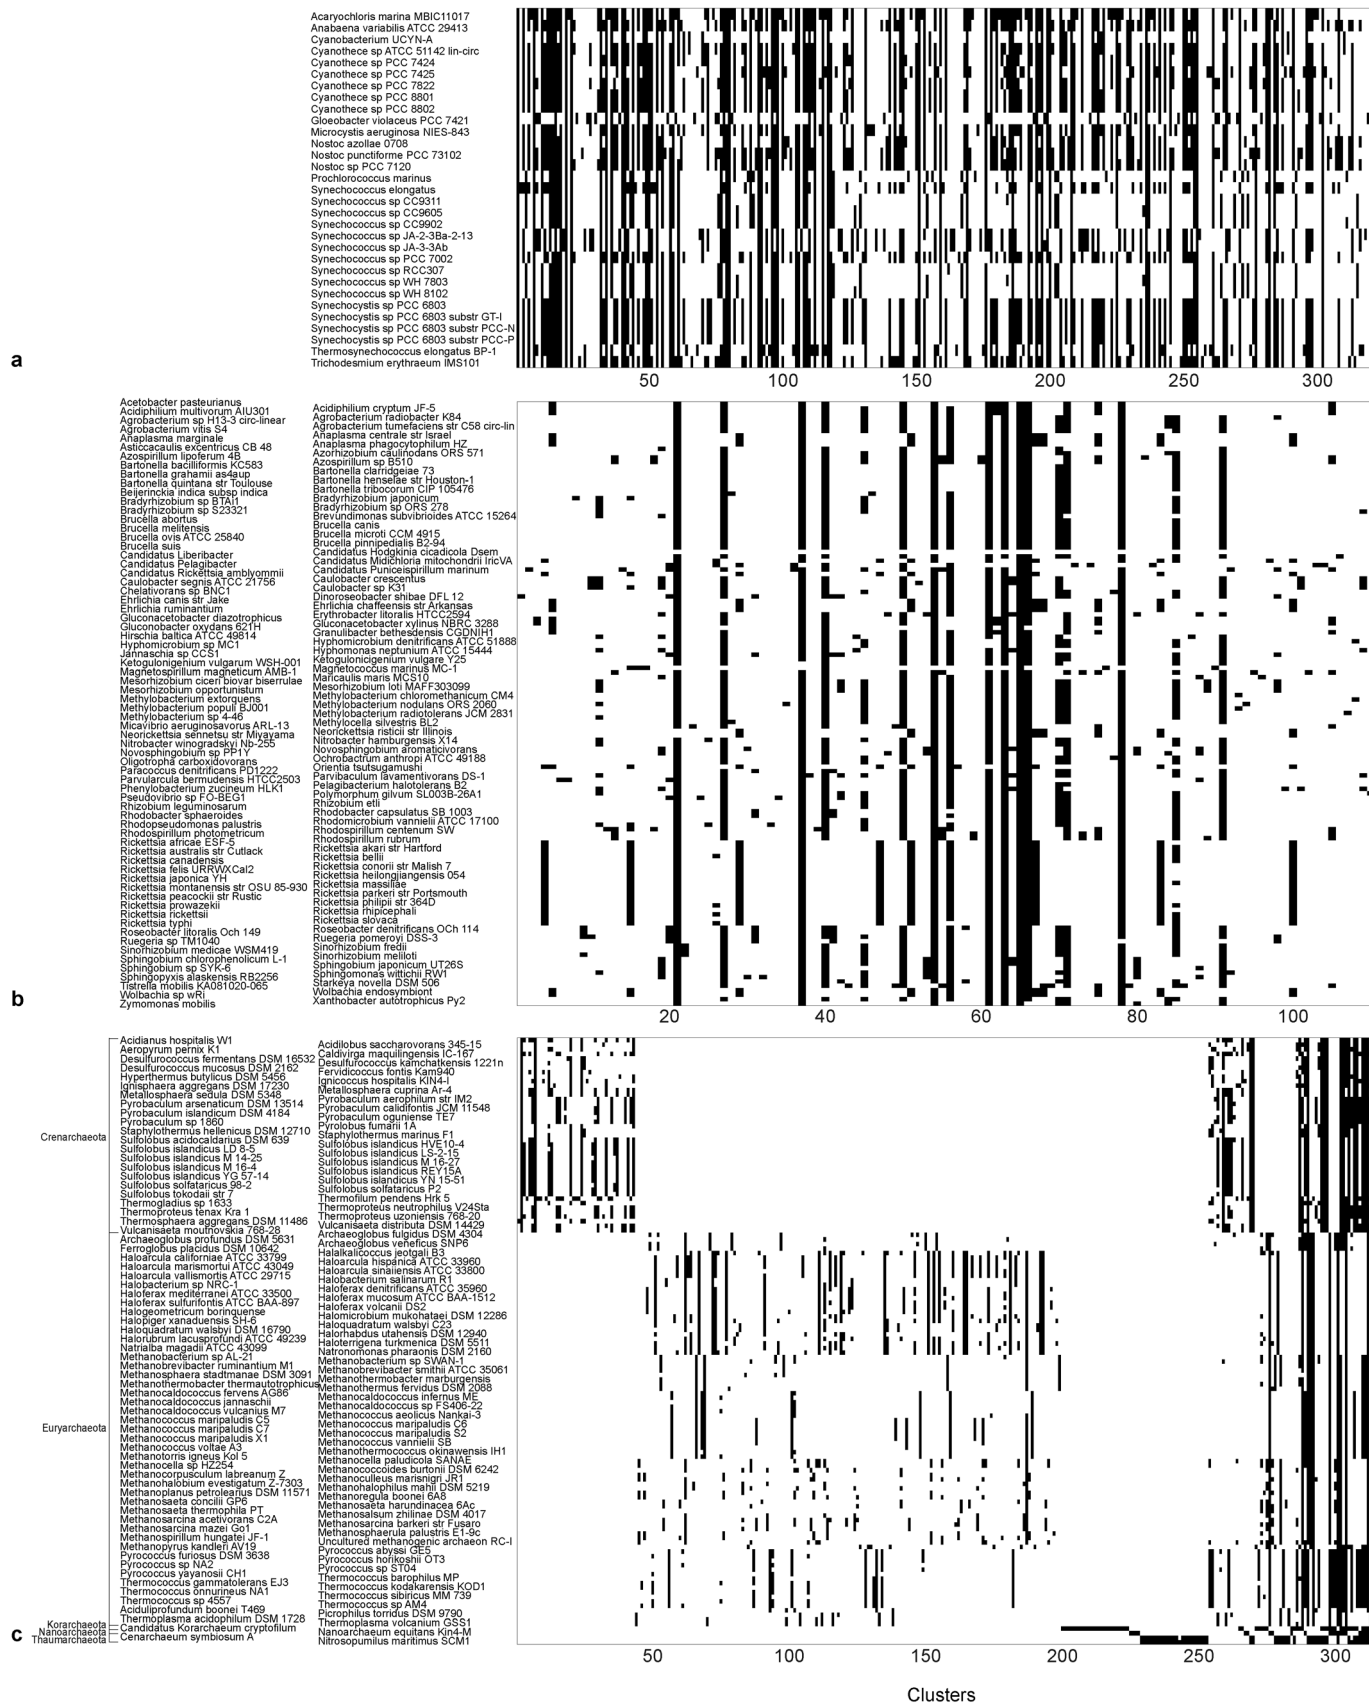 Acaryochloris marina MBIC11017
Anabaena variabilis ATCC 29413
Cyanobacterium UCYN-A
Cyanothece sp ATCC 51142 lin-circ
Cyanothece sp PCC 7424
Cyanothece sp PCC 7425
Cyanothece sp PCC 7822
Cyanothece sp PCC 8801
Cyanothece sp PCC 8802
Gloeobacter violaceus PCC 7421
Microcystis aeruginosa NIES-843
Nostoc azollae 0708
Nostoc punctiforme PCC 73102
Nostoc sp PCC 7120
Prochlorococcus marinus
Synechococcus elongatus
Synechococcus sp CC9311
Synechococcus sp CC9605
Synechococcus sp CC9902
Synechococcus sp JA-2-3Ba-2-13
Synechococcus sp JA-3-3Ab
Synechococcus sp PCC 7002
Synechococcus sp RCC307
Synechococcus sp WH 7803
Synechococcus sp WH 8102
Synechocystis sp PCC 6803
Synechocystis sp PCC 6803 substr GT-I
Synechocystis sp PCC 6803 substr PCC-N
Synechocystis sp PCC 6803 substr PCC-P
Thermosynechococcus elongatus BP-1
Trichodesmium erythraeum IMS101
a
50 100 150 200 250 300
Acetobacter pasteurianus
Acidiphilium cryptum JF-5
Acidiphilium multivorum AIU301
Agrobacterium radiobacter K84
Agrobacterium sp H13-3 circ-linear
Agrobacterium tumefaciens str C58 circ-lin
Agrobacterium vitis S4
Anaplasma centrale str Israel
Anaplasma marginale
Anaplasma phagocytophilum HZ
Asticcacaulis excentricus CB 48
Azorhizobium caulinodans ORS 571
Azospirillum lipoferum 4B
Azospirillum sp B510
Bartonella bacilliformis KC583
Bartonella clarridgeiae 73
Bartonella grahamii as4aup
Bartonella henselae str Houston-1
Bartonella quintana str Toulouse
Bartonella tribocorum CIP 105476
Beijerinckia indica subsp indica
Bradyrhizobium japonicum
Bradyrhizobium sp BTAi1
Bradyrhizobium sp ORS 278
Bradyrhizobium sp S23321
Brevundimonas subvibrioides ATCC 15264
Brucella abortus
Brucella canis
Brucella melitensis
Brucella microti CCM 4915
Brucella ovis ATCC 25840
Brucella pinnipedialis B2-94
Brucella suis
Candidatus Hodgkinia cicadicola Dsem
Candidatus Liberibacter
Candidatus Midichloria mitochondrii IricVA
Candidatus Pelagibacter
Candidatus Puniceispirillum marinum
Candidatus Rickettsia amblyommii
Caulobacter crescentus
Caulobacter segnis ATCC 21756
Caulobacter sp K31
Chelativorans sp BNC1
Dinoroseobacter shibae DFL 12
Ehrlichia canis str Jake
Ehrlichia chaffeensis str Arkansas
Ehrlichia ruminantium
Erythrobacter litoralis HTCC2594
Gluconacetobacter diazotrophicus
Gluconacetobacter xylinus NBRC 3288
Gluconobacter oxydans 621H
Granulibacter bethesdensis CGDNIH1
Hirschia baltica ATCC 49814
Hyphomicrobium denitrificans ATCC 51888
Hyphomicrobium sp MC1
Hyphomonas neptunium ATCC 15444
Jannaschia sp CCS1
Ketogulonicigenium vulgare Y25
Ketogulonigenium vulgarum WSH-001
Magnetococcus marinus MC-1
Magnetospirillum magneticum AMB-1
Maricaulis maris MCS10
Mesorhizobium ciceri biovar biserrulae
Mesorhizobium loti MAFF303099
Mesorhizobium opportunistum
Methylobacterium chloromethanicum CM4
Methylobacterium extorquens
Methylobacterium nodulans ORS 2060
Methylobacterium populi BJ001
Methylobacterium radiotolerans JCM 2831
Methylobacterium sp 4-46
Methylocella silvestris BL2
Micavibrio aeruginosavorus ARL-13
Neorickettsia risticii str Illinois
Neorickettsia sennetsu str Miyayama
Nitrobacter hamburgensis X14
Nitrobacter winogradskyi Nb-255
Novosphingobium aromaticivorans
Novosphingobium sp PP1Y
Ochrobactrum anthropi ATCC 49188
Oligotropha carboxidovorans
Orientia tsutsugamushi
Paracoccus denitrificans PD1222
Parvibaculum lavamentivorans DS-1
Parvularcula bermudensis HTCC2503
Pelagibacterium halotolerans B2
Phenylobacterium zucineum HLK1
Polymorphum gilvum SL003B-26A1
Pseudovibrio sp FO-BEG1
Rhizobium etli
Rhizobium leguminosarum
Rhodobacter capsulatus SB 1003
Rhodobacter sphaeroides
Rhodomicrobium vannielii ATCC 17100
Rhodopseudomonas palustris
Rhodospirillum centenum SW
Rhodospirillum photometricum
Rhodospirillum rubrum
Rickettsia africae ESF-5
Rickettsia akari str Hartford
Rickettsia australis str Cutlack
Rickettsia bellii
Rickettsia canadensis
Rickettsia conorii str Malish 7
Rickettsia felis URRWXCal2
Rickettsia heilongjiangensis 054
Rickettsia japonica YH
Rickettsia massiliae
Rickettsia montanensis str OSU 85-930
Rickettsia parkeri str Portsmouth
Rickettsia peacockii str Rustic
Rickettsia philipii str 364D
Rickettsia prowazekii
Rickettsia rhipicephali
Rickettsia rickettsii
Rickettsia slovaca
Rickettsia typhi
Roseobacter denitrificans OCh 114
Roseobacter litoralis Och 149
Ruegeria pomeroyi DSS-3
Ruegeria sp TM1040
Sinorhizobium fredii
Sinorhizobium medicae WSM419
Sinorhizobium meliloti
Sphingobium chlorophenolicum L-1
Sphingobium japonicum UT26S
Sphingobium sp SYK-6
Sphingomonas wittichii RW1
Sphingopyxis alaskensis RB2256
Starkeya novella DSM 506
Tistrella mobilis KA081020-065
Wolbachia endosymbiont
Wolbachia sp wRi
Xanthobacter autotrophicus Py2
Zymomonas mobilis
b
20 40 60 80 100
Acidianus hospitalis W1
Acidilobus saccharovorans 345-15
Aeropyrum pernix K1
Caldivirga maquilingensis IC-167
Desulfurococcus fermentans DSM 16532
Desulfurococcus kamchatkensis 1221n
Desulfurococcus mucosus DSM 2162
Fervidicoccus fontis Kam940
Hyperthermus butylicus DSM 5456
Ignicoccus hospitalis KIN4-I
Ignisphaera aggregans DSM 17230
Metallosphaera cuprina Ar-4
Metallosphaera sedula DSM 5348
Pyrobaculum aerophilum str IM2
Pyrobaculum arsenaticum DSM 13514
Pyrobaculum calidifontis JCM 11548
Pyrobaculum islandicum DSM 4184
Pyrobaculum oguniense TE7
Pyrobaculum sp 1860
Pyrolobus fumarii 1A
Staphylothermus hellenicus DSM 12710
Staphylothermus marinus F1
Crenarchaeota
Sulfolobus acidocaldarius DSM 639
Sulfolobus islandicus HVE10-4
Sulfolobus islandicus LD 8-5
Sulfolobus islandicus LS-2-15
Sulfolobus islandicus M 14-25
Sulfolobus islandicus M 16-27
Sulfolobus islandicus M 16-4
Sulfolobus islandicus REY15A
Sulfolobus islandicus YG 57-14
Sulfolobus islandicus YN 15-51
Sulfolobus solfataricus 98-2
Sulfolobus solfataricus P2
Sulfolobus tokodaii str 7
Thermofilum pendens Hrk 5
Thermogladius sp 1633
Thermoproteus neutrophilus V24Sta
Thermoproteus tenax Kra 1
Thermoproteus uzoniensis 768-20
Thermosphaera aggregans DSM 11486
Vulcanisaeta distributa DSM 14429
Vulcanisaeta moutnovskia 768-28
Archaeoglobus fulgidus DSM 4304
Archaeoglobus profundus DSM 5631
Archaeoglobus veneficus SNP6
Ferroglobus placidus DSM 10642
Halalkalicoccus jeotgali B3
Haloarcula californiae ATCC 33799
Haloarcula hispanica ATCC 33960
Haloarcula marismortui ATCC 43049
Haloarcula sinaiiensis ATCC 33800
Haloarcula vallismortis ATCC 29715
Halobacterium salinarum R1
Halobacterium sp NRC-1
Haloferax denitrificans ATCC 35960
Haloferax mediterranei ATCC 33500
Haloferax mucosum ATCC BAA-1512
Haloferax sulfurifontis ATCC BAA-897
Haloferax volcanii DS2
Halogeometricum borinquense
Halomicrobium mukohataei DSM 12286
Halopiger xanaduensis SH-6
Haloquadratum walsbyi C23
Haloquadratum walsbyi DSM 16790
Halorhabdus utahensis DSM 12940
Halorubrum lacusprofundi ATCC 49239
Haloterrigena turkmenica DSM 5511
Natrialba magadii ATCC 43099
Natronomonas pharaonis DSM 2160
Methanobacterium sp AL-21
Methanobacterium sp SWAN-1
Methanobrevibacter ruminantium M1
Methanobrevibacter smithii ATCC 35061
Methanosphaera stadtmanae DSM 3091
Methanothermobacter marburgensis
Methanothermobacter thermautotrophicus
Methanothermus fervidus DSM 2088
Methanocaldococcus fervens AG86
Methanocaldococcus infernus ME
Methanocaldococcus jannaschii
Methanocaldococcus sp FS406-22
Methanocaldococcus vulcanius M7
Methanococcus aeolicus Nankai-3
Methanococcus maripaludis C5
Methanococcus maripaludis C6
Euryarchaeota
Methanococcus maripaludis C7
Methanococcus maripaludis S2
Methanococcus maripaludis X1
Methanococcus vannielii SB
Methanococcus voltae A3
Methanothermococcus okinawensis IH1
Methanotorris igneus Kol 5
Methanocella paludicola SANAE
Methanocella sp HZ254
Methanococcoides burtonii DSM 6242
Methanocorpusculum labreanum Z
Methanoculleus marisnigri JR1
Methanohalobium evestigatum Z-7303
Methanohalophilus mahii DSM 5219
Methanoplanus petrolearius DSM 11571
Methanoregula boonei 6A8
Methanosaeta concilii GP6
Methanosaeta harundinacea 6Ac
Methanosaeta thermophila PT
Methanosalsum zhilinae DSM 4017
Methanosarcina acetivorans C2A
Methanosarcina barkeri str Fusaro
Methanosarcina mazei Go1
Methanosphaerula palustris E1-9c
Methanospirillum hungatei JF-1
Uncultured methanogenic archaeon RC-I
Methanopyrus kandleri AV19
Pyrococcus abyssi GE5
Pyrococcus furiosus DSM 3638
Pyrococcus horikoshii OT3
Pyrococcus sp NA2
Pyrococcus sp ST04
Pyrococcus yayanosii CH1
Thermococcus barophilus MP
Thermococcus gammatolerans EJ3
Thermococcus kodakarensis KOD1
Thermococcus onnurineus NA1
Thermococcus sibiricus MM 739
Thermococcus sp 4557
Thermococcus sp AM4
Aciduliprofundum boonei T469
Picrophilus torridus DSM 9790
Thermoplasma acidophilum DSM 1728
Thermoplasma volcanium GSS1
Korarchaeota
Candidatus Korarchaeum cryptofilum
Nanoarchaeota
Nanoarchaeum equitans Kin4-M
Thaumarchaeota
Cenarchaeum symbiosum A
Nitrosopumilus maritimus SCM1
c
50 100 150 200 250 300
Clusters